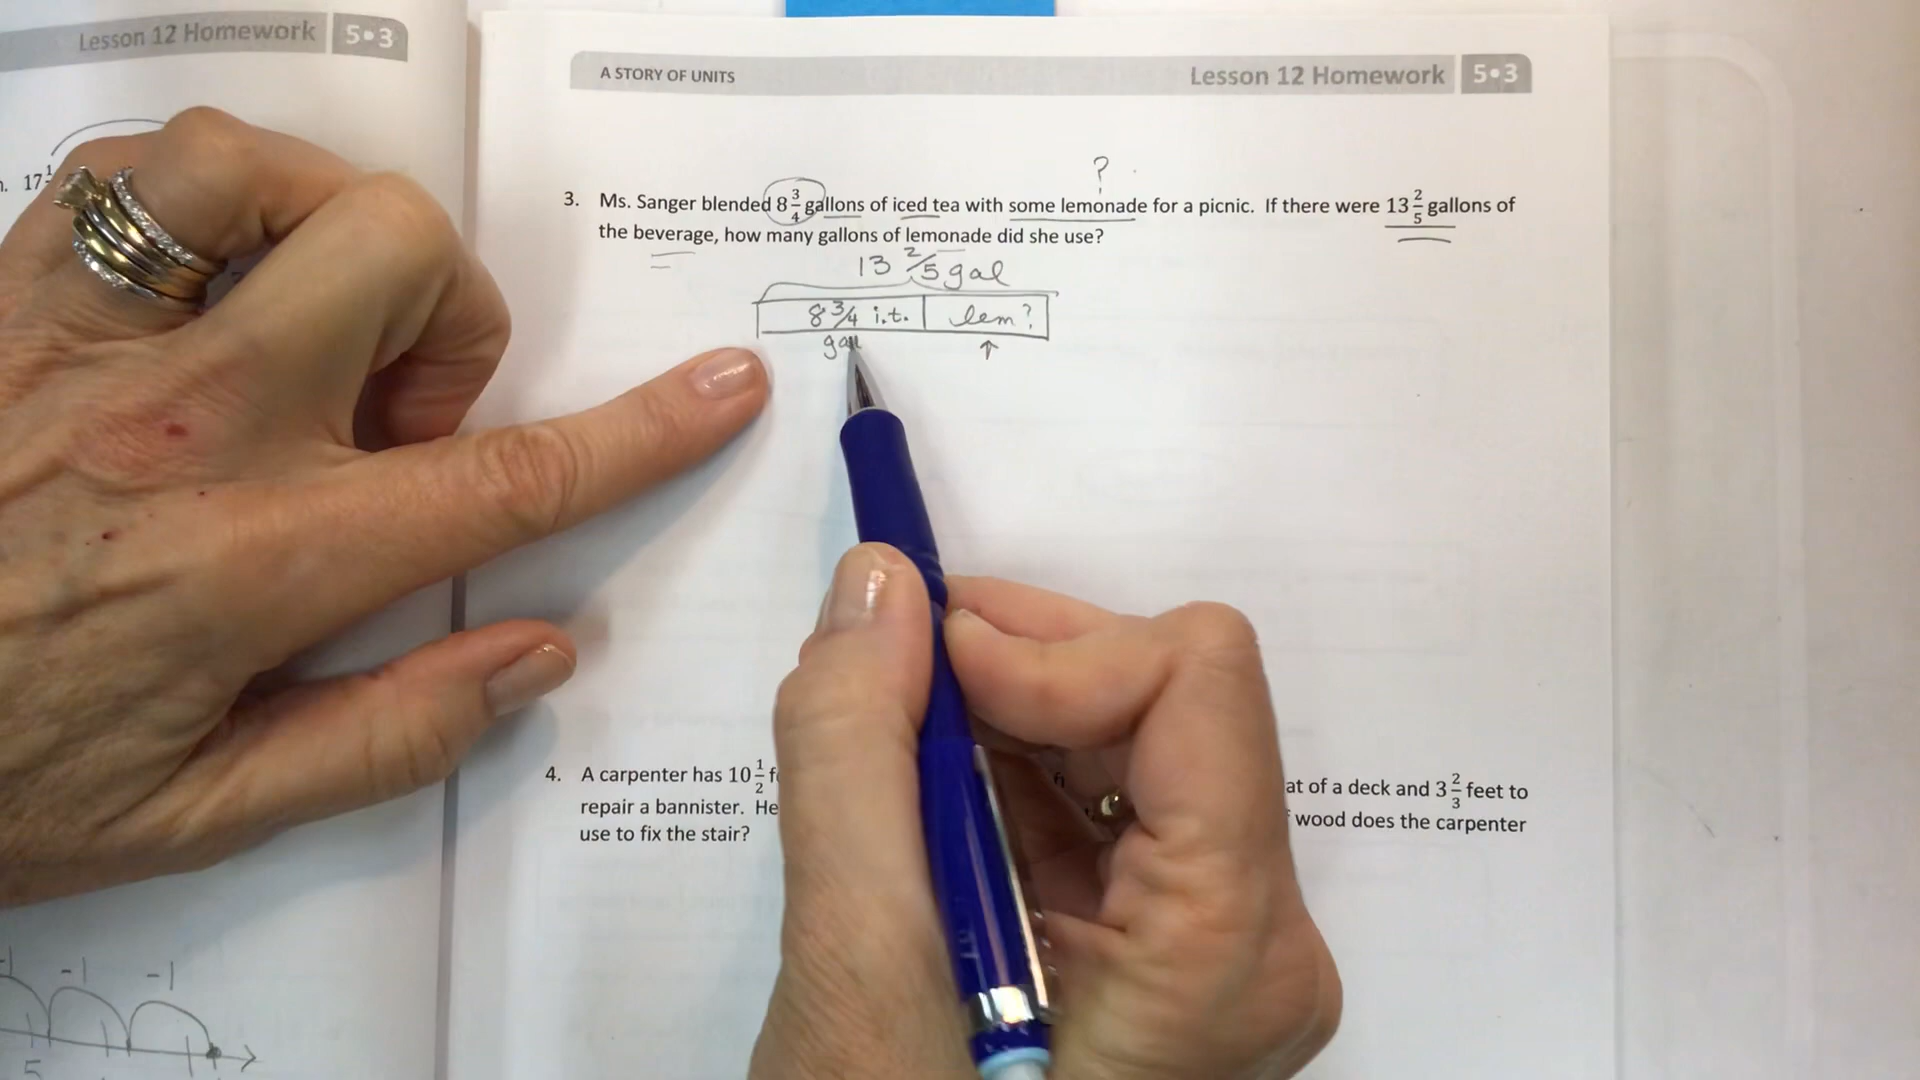 Lesson 12 Homework 5•3
17 1
-1 -1
5
A STORY OF UNITS Lesson 12 Homework 5•3
?
3. Ms. Sanger blended 8 3/4 gallons of iced tea with some lemonade for a picnic. If there were 13 2/5 gallons of
the beverage, how many gallons of lemonade did she use?
13 2/5 gal
8 3/4 i.t. lem?
gal
4. A carpenter has 10 1/2 at of a deck and 3 2/3 feet to
repair a bannister. He wood does the carpenter
use to fix the stair?